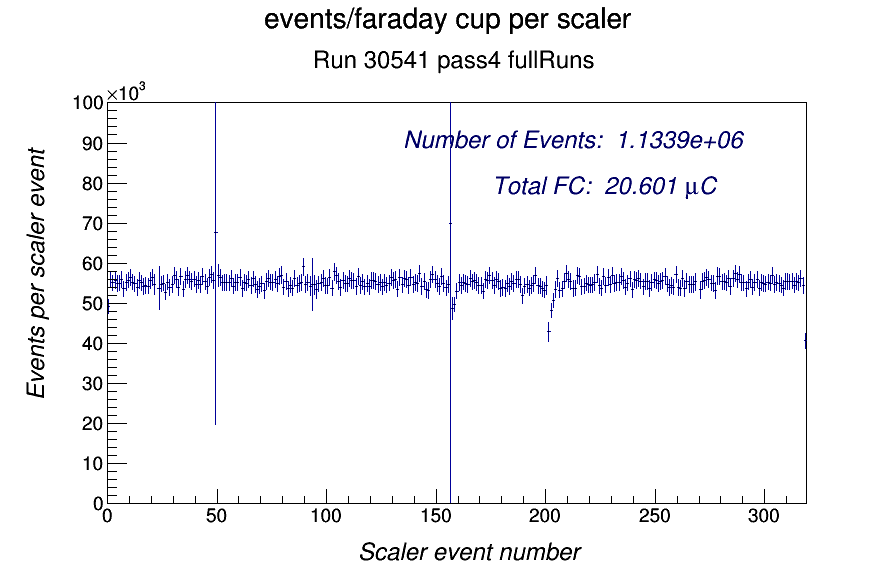 events/faraday cup per scaler
Run 30541 pass4 fullRuns
×10³
100
90
80
70
60
50
40
30
20
10
0
Events per scaler event
Number of Events: 1.1339e+06
Total FC: 20.601 μC
0 50 100 150 200 250 300
Scaler event number